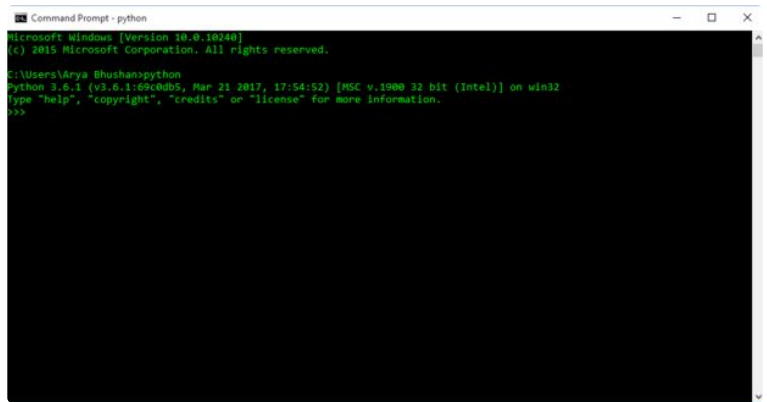 Command Prompt - python
Microsoft Windows [Version 10.0.10240]
(c) 2015 Microsoft Corporation. All rights reserved.
C:\Users\Arya Bhushan>python
Python 3.6.1 (v3.6.1:69c0db5, Mar 21 2017, 17:54:52) [MSC v.1900 32 bit (Intel)] on win32
Type "help", "copyright", "credits" or "license" for more information.
>>>